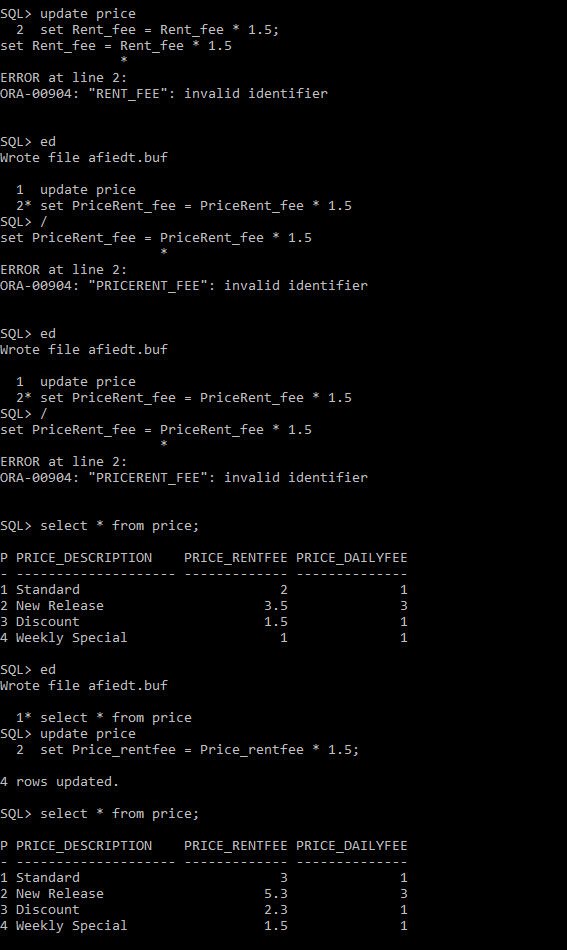 SQL> update price
  2  set Rent_fee = Rent_fee * 1.5;
set Rent_fee = Rent_fee * 1.5
               *
ERROR at line 2:
ORA-00904: "RENT_FEE": invalid identifier
SQL> ed
Wrote file afiedt.buf
  1  update price
  2* set PriceRent_fee = PriceRent_fee * 1.5
SQL> /
set PriceRent_fee = PriceRent_fee * 1.5
                    *
ERROR at line 2:
ORA-00904: "PRICERENT_FEE": invalid identifier
SQL> ed
Wrote file afiedt.buf
  1  update price
  2* set PriceRent_fee = PriceRent_fee * 1.5
SQL> /
set PriceRent_fee = PriceRent_fee * 1.5
                    *
ERROR at line 2:
ORA-00904: "PRICERENT_FEE": invalid identifier
SQL> select * from price;
P PRICE_DESCRIPTION    PRICE_RENTFEE PRICE_DAILYFEE
- -------------------- ------------- --------------
1 Standard                         2              1
2 New Release                    3.5              3
3 Discount                       1.5              1
4 Weekly Special                   1              1
SQL> ed
Wrote file afiedt.buf
  1* select * from price
SQL> update price
  2  set Price_rentfee = Price_rentfee * 1.5;
4 rows updated.
SQL> select * from price;
P PRICE_DESCRIPTION    PRICE_RENTFEE PRICE_DAILYFEE
- -------------------- ------------- --------------
1 Standard                         3              1
2 New Release                    5.3              3
3 Discount                       2.3              1
4 Weekly Special                 1.5              1